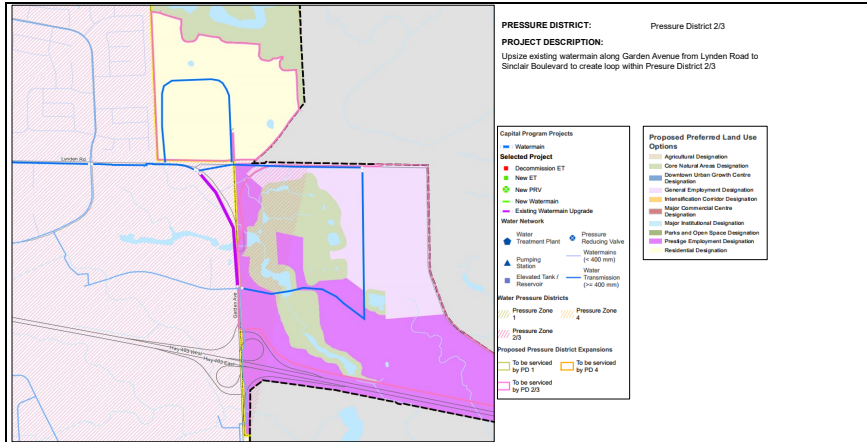 PRESSURE DISTRICT: Pressure District 2/3
PROJECT DESCRIPTION:
Upsize existing watermain along Garden Avenue from Lynden Road to
Sinclair Boulevard to create loop within Presure District 2/3
Lynden Rd
Garden Ave
Hwy 403 West
Hwy 403 East
Capital Program Projects
Watermain
Selected Project
Decommission ET
New ET
New PRV
New Watermain
Existing Watermain Upgrade
Water Network
Water
Treatment Plant
Pumping
Station
Elevated Tank /
Reservoir
Pressure
Reducing Valve
Watermains
(< 400 mm)
Water
Transmission
(>= 400 mm)
Water Pressure Districts
Pressure Zone
1
Pressure Zone
4
Pressure Zone
2/3
Proposed Pressure District Expansions
To be serviced
by PD 1
To be serviced
by PD 4
To be serviced
by PD 2/3
Proposed Preferred Land Use
Options
Agricultural Designation
Core Natural Areas Designation
Downtown Urban Growth Centre
Designation
General Employment Designation
Intensification Corridor Designation
Major Commercial Centre
Designation
Major Institutional Designation
Parks and Open Space Designation
Prestige Employment Designation
Residential Designation